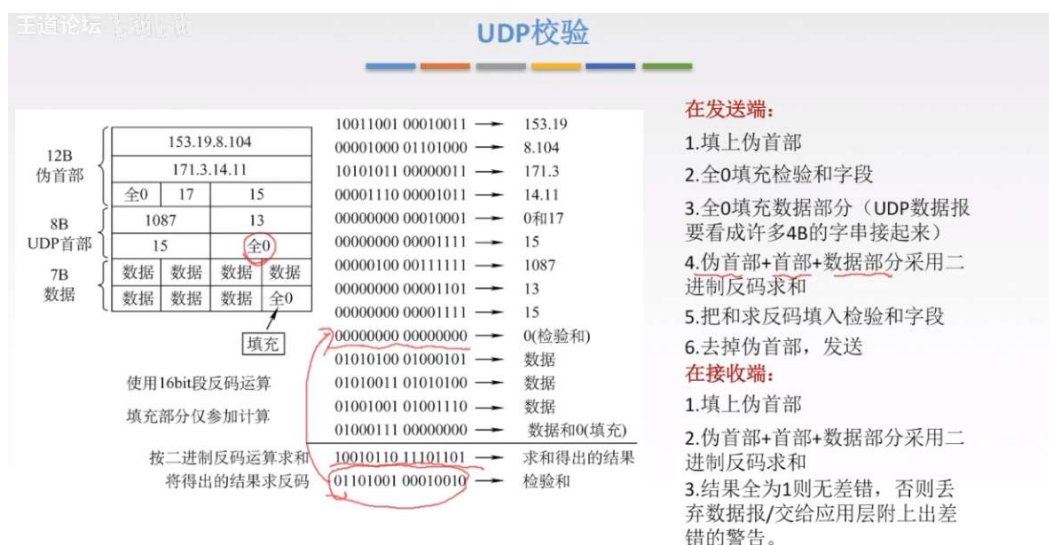 王道论坛
UDP校验
12B
伪首部
153.19.8.104
171.3.14.11
全0 17 15
8B
UDP首部
1087 13
15 全0
7B
数据
数据 数据 数据 数据
数据 数据 数据 全0
填充
使用16bit段反码运算
填充部分仅参加计算
10011001 00010011 → 153.19
00001000 01101000 → 8.104
10101011 00000011 → 171.3
00001110 00001011 → 14.11
00000000 00010001 → 0和17
00000000 00001111 → 15
00000100 00111111 → 1087
00000000 00001101 → 13
00000000 00001111 → 15
00000000 00000000 → 0(检验和)
01010100 01000101 → 数据
01010011 01010100 → 数据
01001001 01001110 → 数据
01000111 00000000 → 数据和0(填充)
按二进制反码运算求和 10010110 11101101 → 求和得出的结果
将得出的结果求反码 01101001 00010010 → 检验和
在发送端:
1.填上伪首部
2.全0填充检验和字段
3.全0填充数据部分（UDP数据报
要看成许多4B的字串接起来）
4.伪首部+首部+数据部分采用二
进制反码求和
5.把和求反码填入检验和字段
6.去掉伪首部，发送
在接收端:
1.填上伪首部
2.伪首部+首部+数据部分采用二
进制反码求和
3.结果全为1则无差错，否则丢
弃数据报/交给应用层附上出差
错的警告。